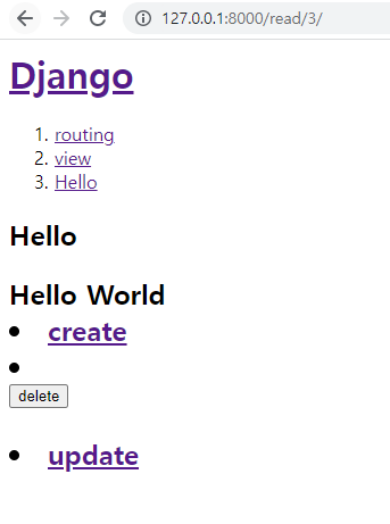 127.0.0.1:8000/read/3/
Django
1. routing
2. view
3. Hello
Hello
Hello World
create
delete
update